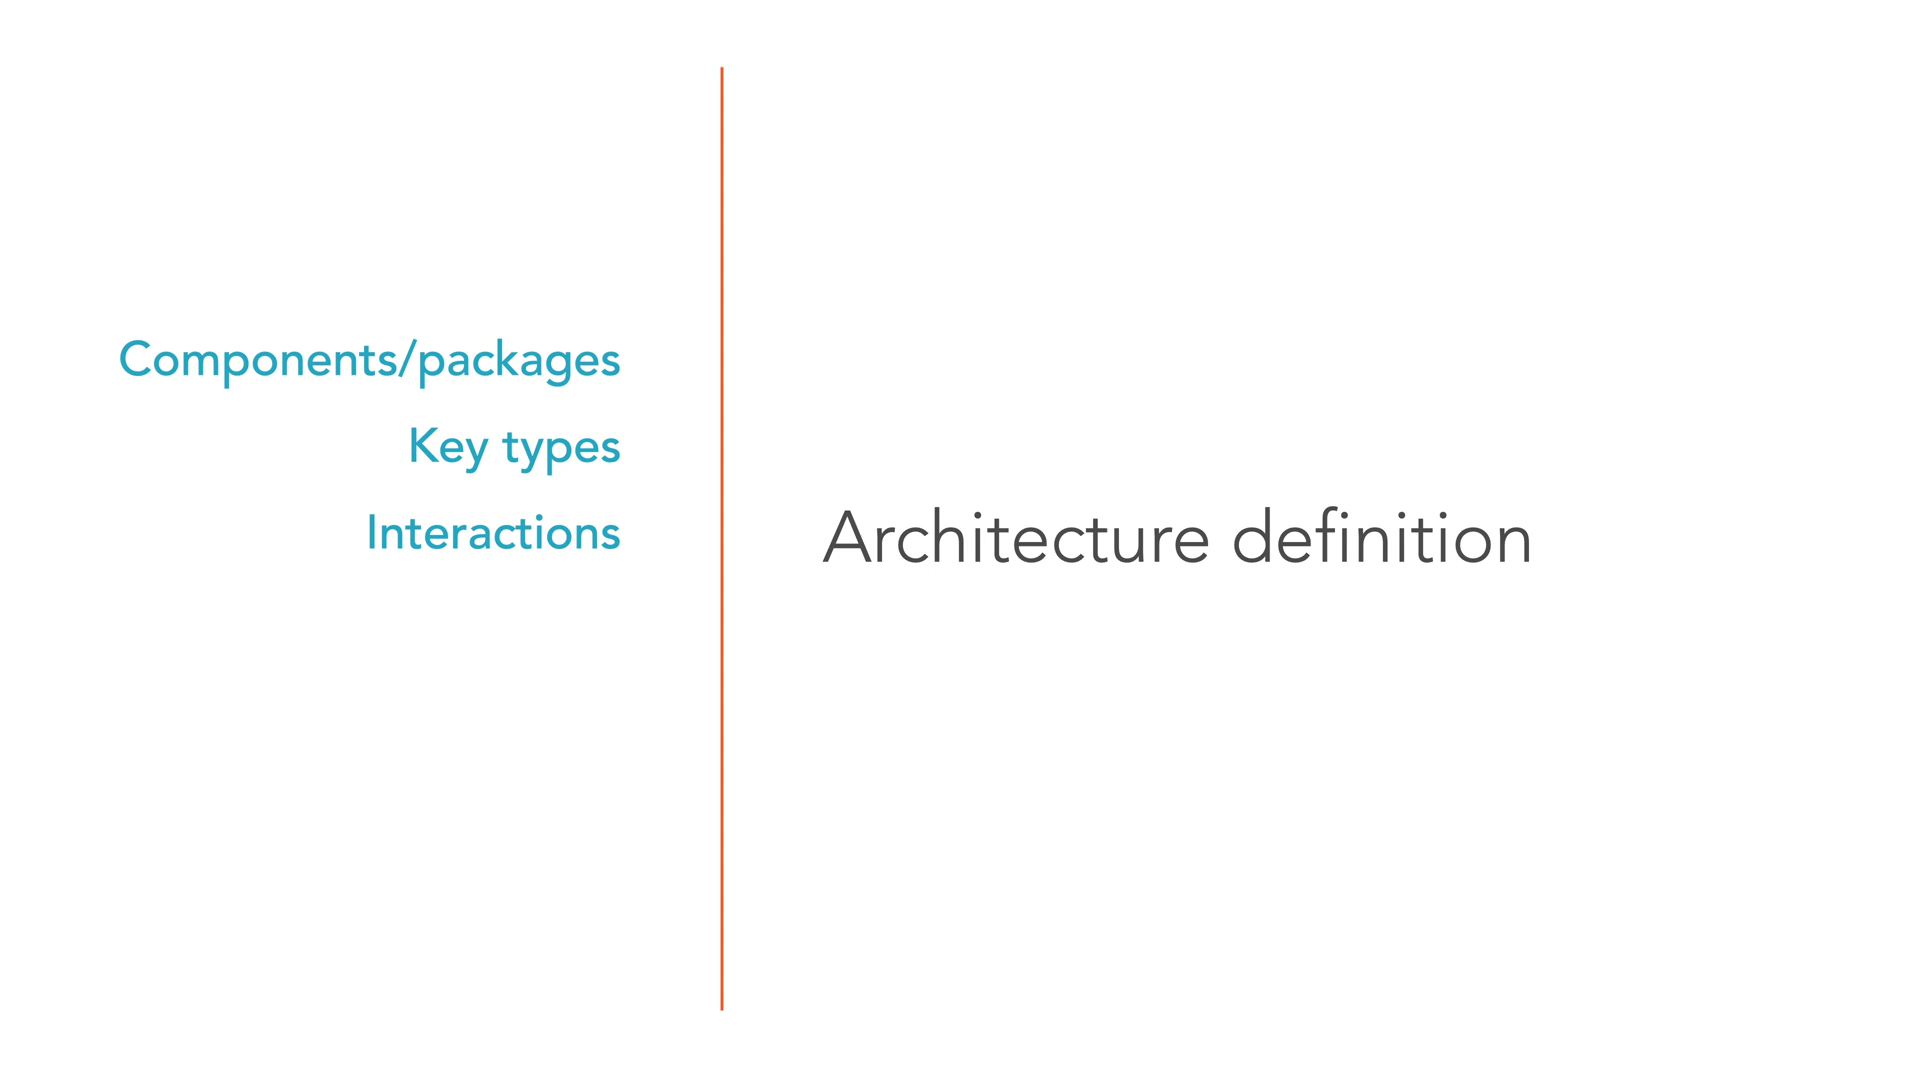 Components/packages
Key types
Interactions
Architecture definition